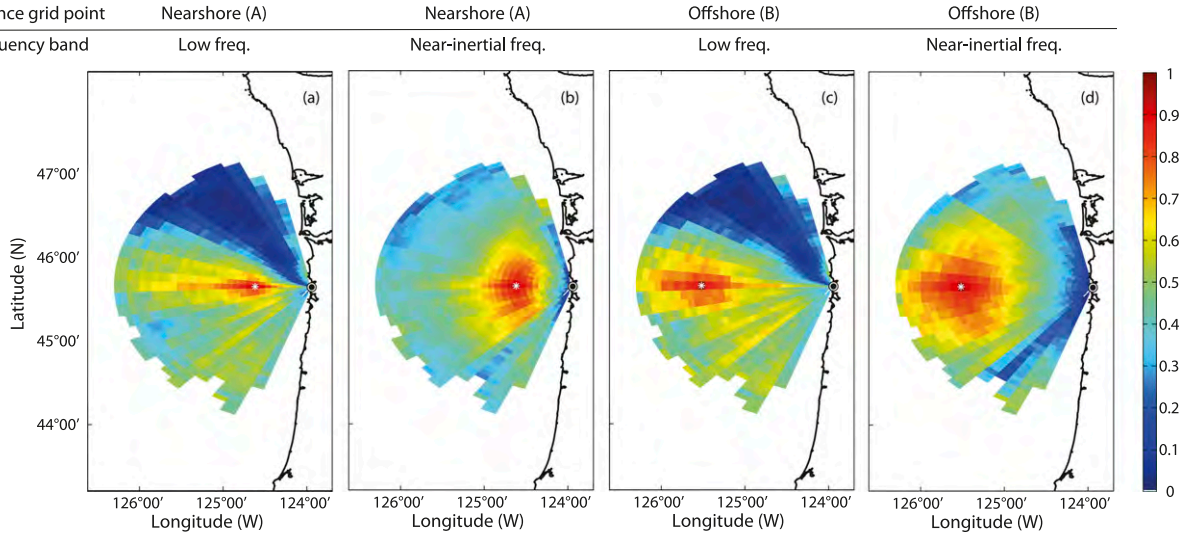 nce grid point Nearshore (A) Nearshore (A) Offshore (B) Offshore (B)
uency band Low freq. Near-inertial freq. Low freq. Near-inertial freq.
(a) (b) (c) (d)
1
0.9
0.8
0.7
0.6
0.5
0.4
0.3
0.2
0.1
0
Latitude (N)
47°00′
46°00′
45°00′
44°00′
126°00′ 125°00′ 124°00′ 126°00′ 125°00′ 124°00′ 126°00′ 125°00′ 124°00′ 126°00′ 125°00′ 124°00′
Longitude (W) Longitude (W) Longitude (W) Longitude (W)